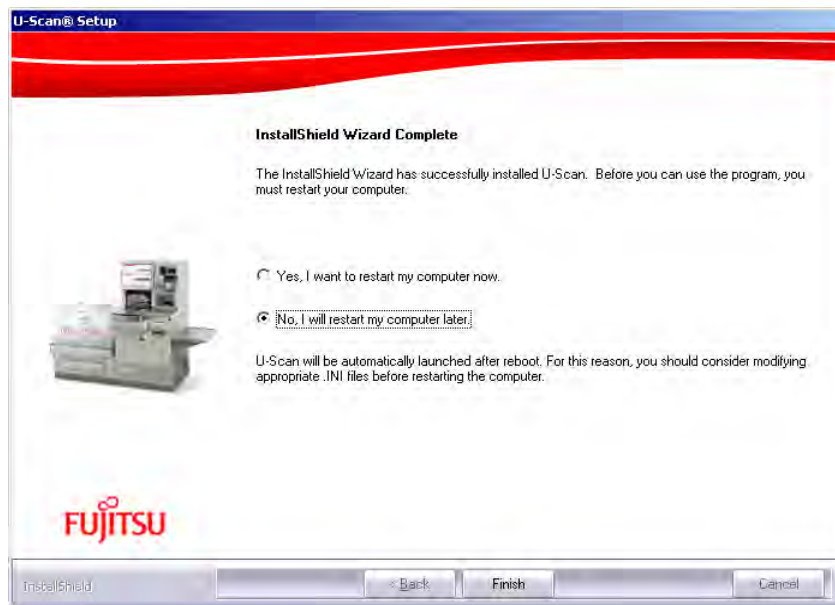 U-Scan® Setup
InstallShield Wizard Complete
The InstallShield Wizard has successfully installed U-Scan. Before you can use the program, you
must restart your computer.
Yes, I want to restart my computer now.
No, I will restart my computer later.
U-Scan will be automatically launched after reboot. For this reason, you should consider modifying
appropriate .INI files before restarting the computer.
FUJITSU
InstallShield
< Back
Finish
Cancel